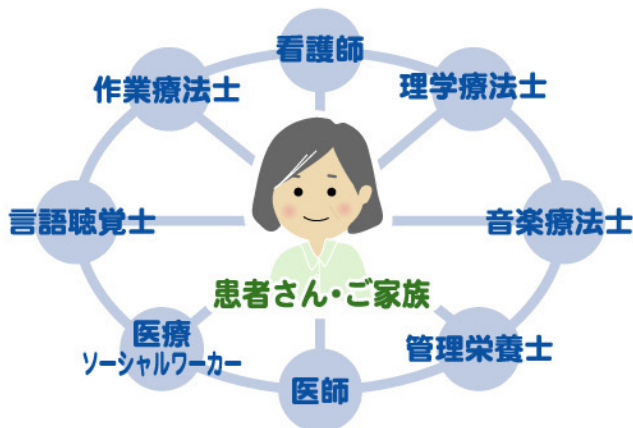 看護師
作業療法士
理学療法士
言語聴覚士
音楽療法士
患者さん・ご家族
医療
ソーシャルワーカー
管理栄養士
医師